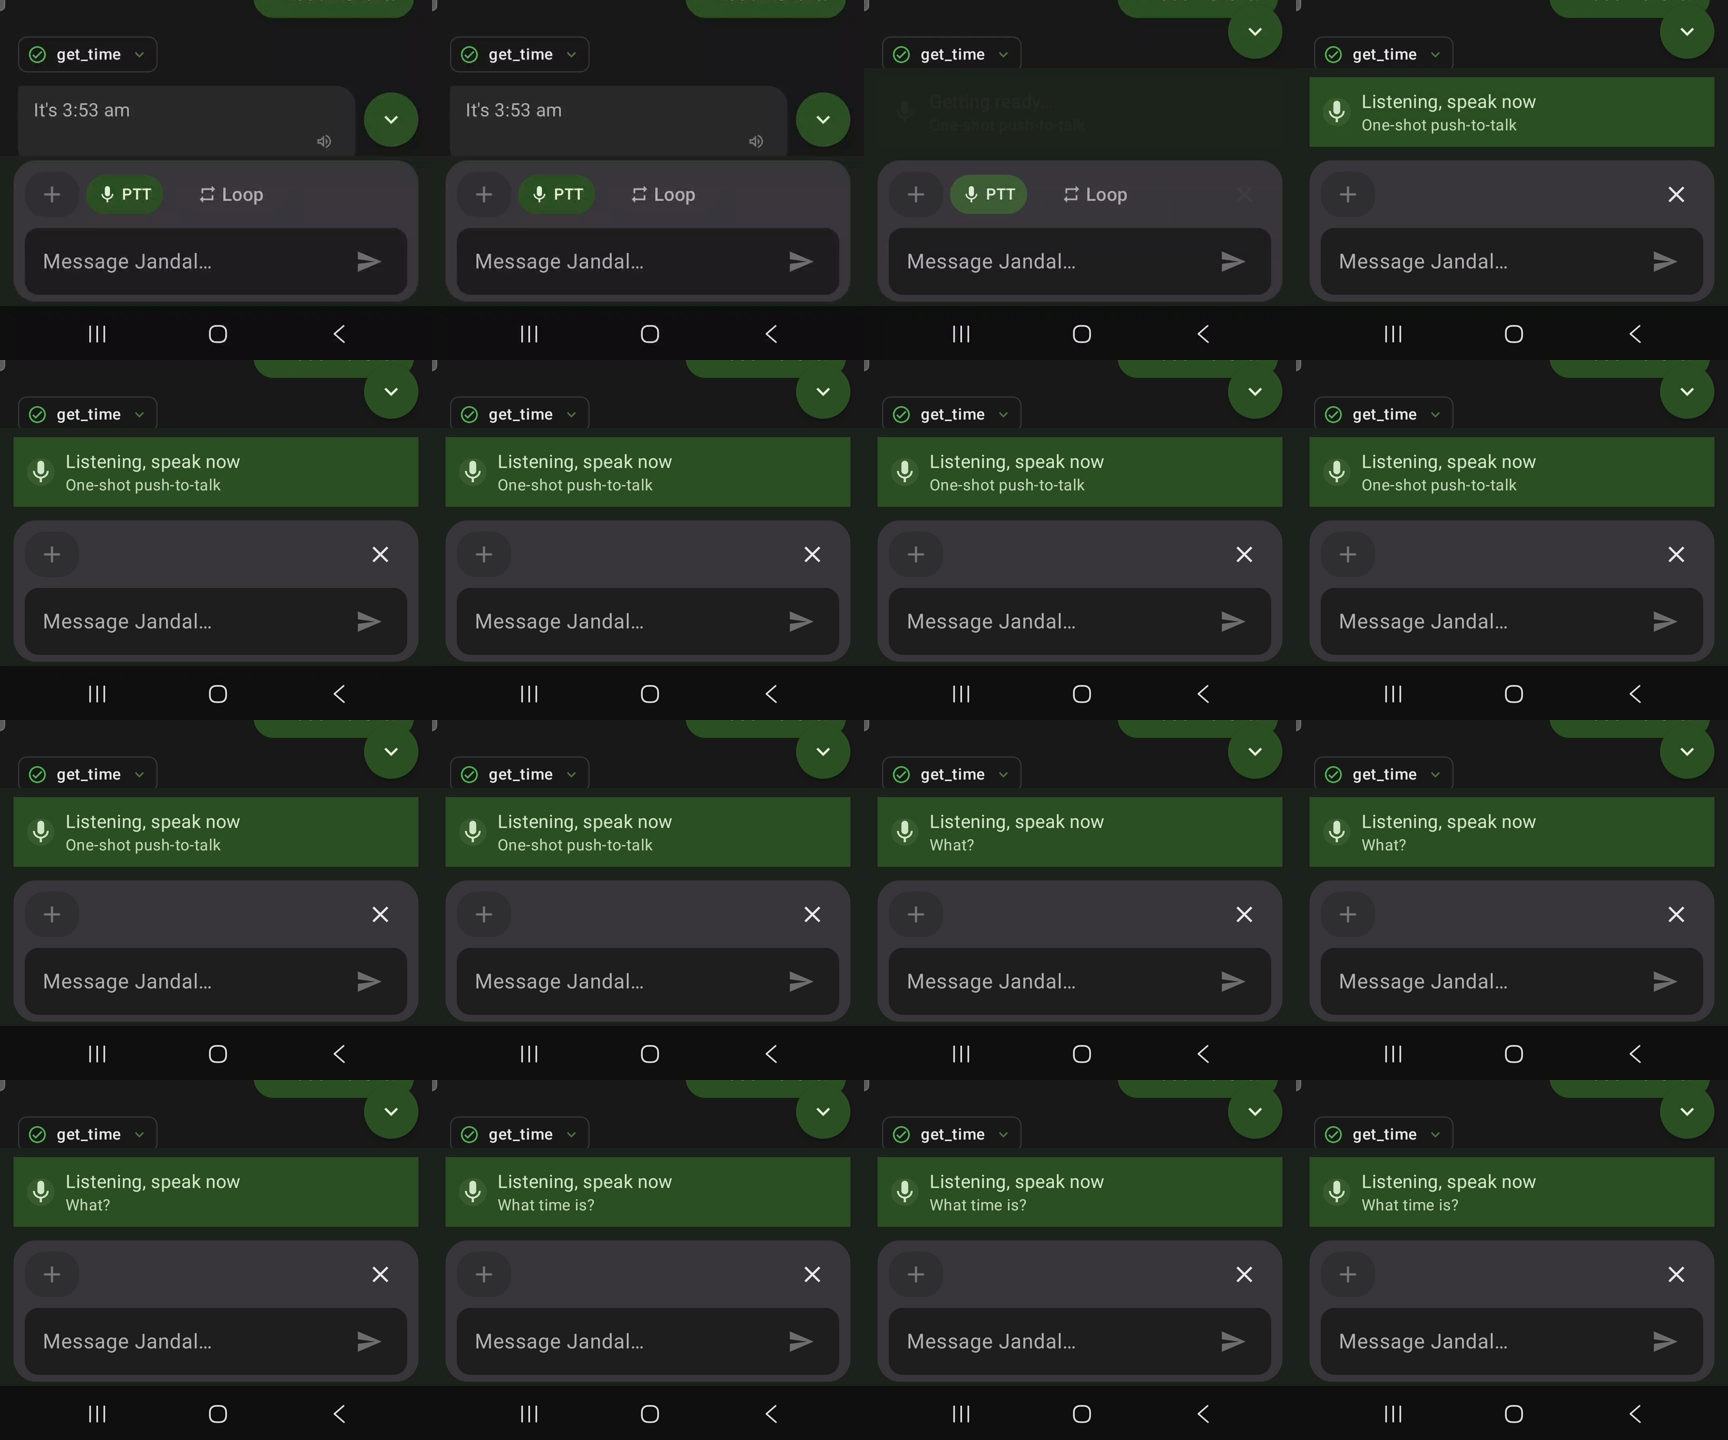 get_time
It's 3:53 am
PTT
Loop
Message Jandal...
get_time
It's 3:53 am
PTT
Loop
Message Jandal...
get_time
Getting ready...
One-shot push-to-talk
PTT
Loop
Message Jandal...
get_time
Listening, speak now
One-shot push-to-talk
Message Jandal...
get_time
Listening, speak now
One-shot push-to-talk
Message Jandal...
get_time
Listening, speak now
One-shot push-to-talk
Message Jandal...
get_time
Listening, speak now
One-shot push-to-talk
Message Jandal...
get_time
Listening, speak now
One-shot push-to-talk
Message Jandal...
get_time
Listening, speak now
One-shot push-to-talk
Message Jandal...
get_time
Listening, speak now
One-shot push-to-talk
Message Jandal...
get_time
Listening, speak now
What?
Message Jandal...
get_time
Listening, speak now
What?
Message Jandal...
get_time
Listening, speak now
What?
Message Jandal...
get_time
Listening, speak now
What time is?
Message Jandal...
get_time
Listening, speak now
What time is?
Message Jandal...
get_time
Listening, speak now
What time is?
Message Jandal...